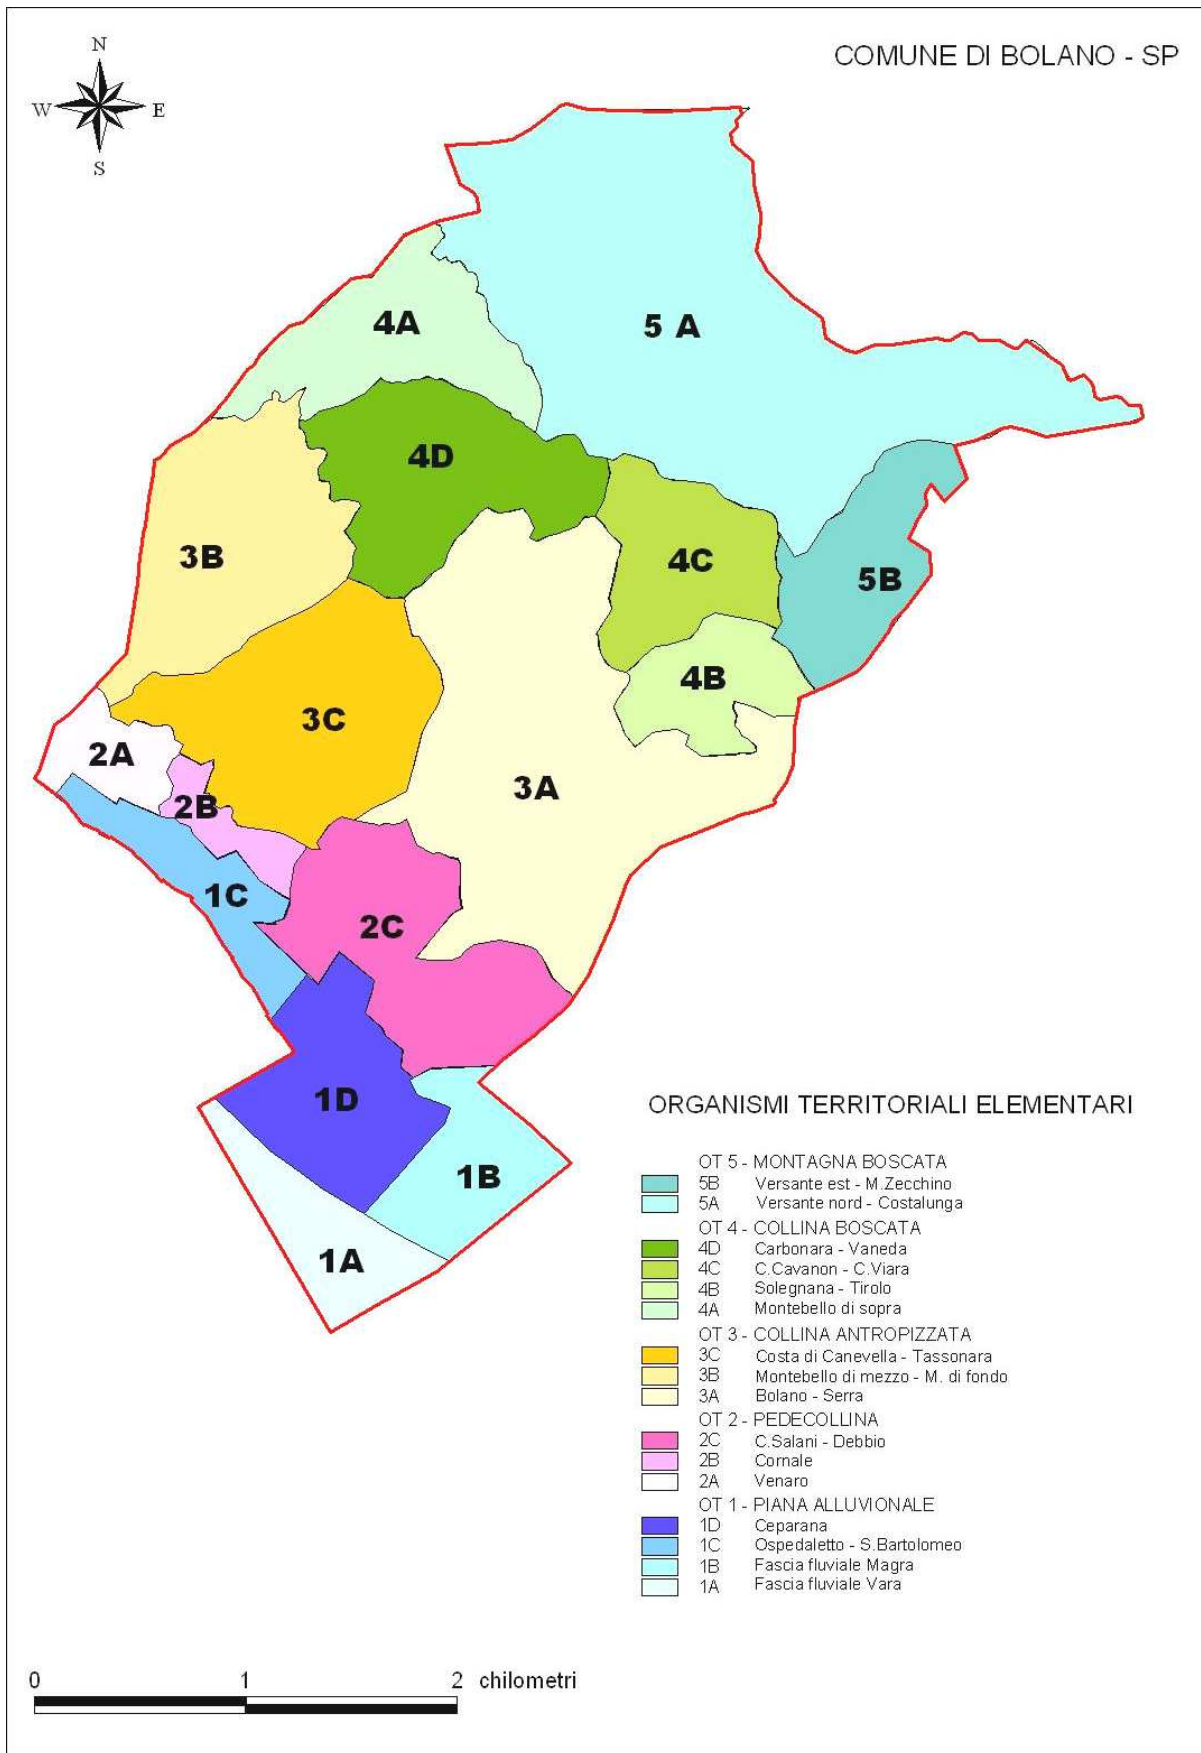 N
COMUNE DI BOLANO - SP
W E
S
4A
5 A
4D
3B
4C
5B
4B
3C
2A
3A
2B
1C
2C
1D
1B
1A
ORGANISMI TERRITORIALI ELEMENTARI
OT 5 - MONTAGNA BOSCATA
5B Versante est - M.Zecchino
5A Versante nord - Costalunga
OT 4 - COLLINA BOSCATA
4D Carbonara - Vaneda
4C C.Cavanon - C.Viara
4B Solegnana - Tirolo
4A Montebello di sopra
OT 3 - COLLINA ANTROPIZZATA
3C Costa di Canevella - Tassonara
3B Montebello di mezzo - M. di fondo
3A Bolano - Serra
OT 2 - PEDECOLLINA
2C C.Salani - Debbio
2B Cornale
2A Venaro
OT 1 - PIANA ALLUVIONALE
1D Ceparana
1C Ospedaletto - S.Bartolomeo
1B Fascia fluviale Magra
1A Fascia fluviale Vara
0 1 2 chilometri